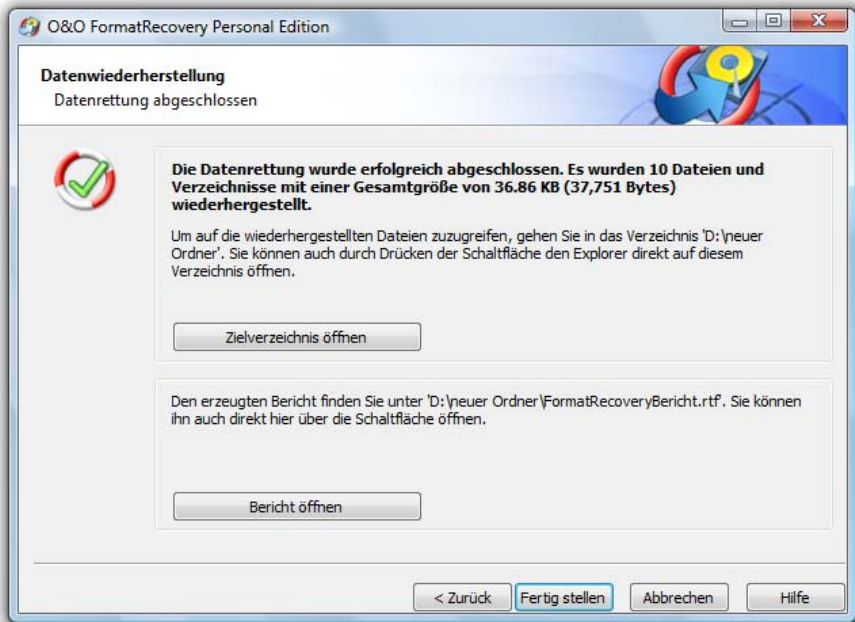 O&O FormatRecovery Personal Edition
Datenwiederherstellung
Datenrettung abgeschlossen
Die Datenrettung wurde erfolgreich abgeschlossen. Es wurden 10 Dateien und
Verzeichnisse mit einer Gesamtgröße von 36.86 KB (37,751 Bytes)
wiederhergestellt.
Um auf die wiederhergestellten Dateien zuzugreifen, gehen Sie in das Verzeichnis 'D:\neuer
Ordner'. Sie können auch durch Drücken der Schaltfläche den Explorer direkt auf diesem
Verzeichnis öffnen.
Zielverzeichnis öffnen
Den erzeugten Bericht finden Sie unter 'D:\neuer Ordner\FormatRecoveryBericht.rtf'. Sie können
ihn auch direkt hier über die Schaltfläche öffnen.
Bericht öffnen
< Zurück Fertig stellen Abbrechen Hilfe